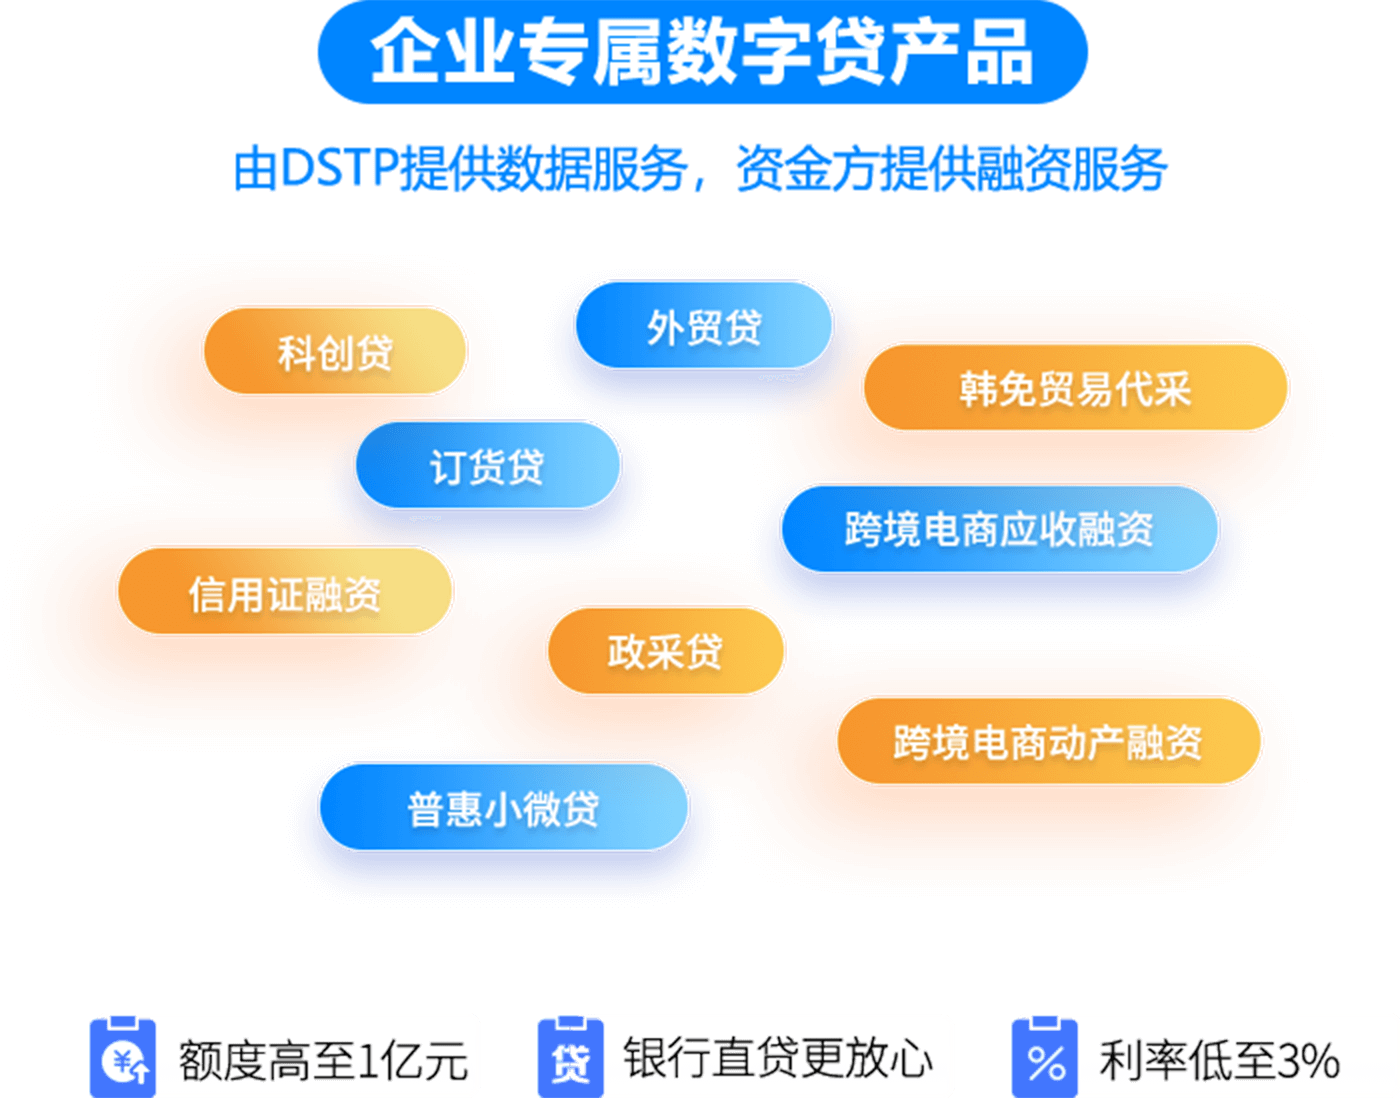 企业专属数字贷产品
由DSTP提供数据服务，资金方提供融资服务
科创贷
外贸贷
韩免贸易代采
订货贷
跨境电商应收融资
信用证融资
政采贷
跨境电商动产融资
普惠小微贷
¥
额度高至1亿元
贷
银行直贷更放心
%
利率低至3%